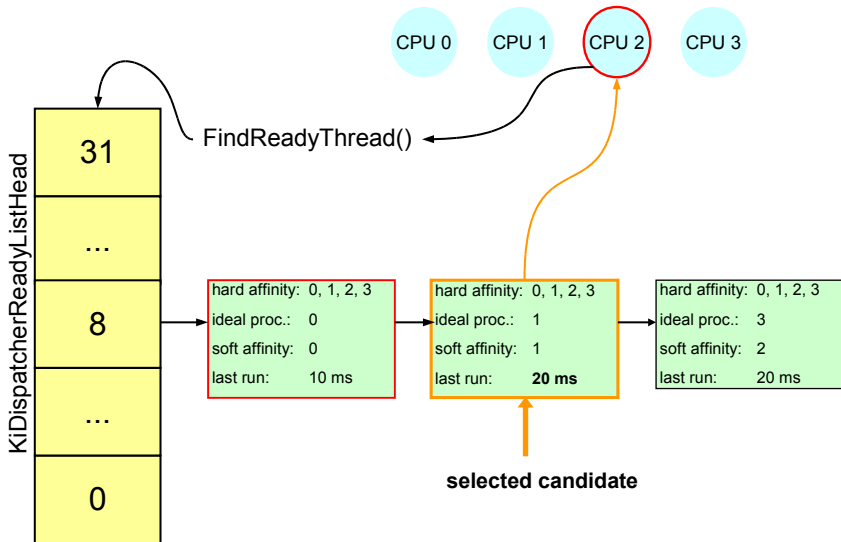 CPU 0 CPU 1 CPU 2 CPU 3
FindReadyThread()
KiDispatcherReadyListHead
31
...
8
...
0
hard affinity: 0, 1, 2, 3
ideal proc.: 0
soft affinity: 0
last run: 10 ms
hard affinity: 0, 1, 2, 3
ideal proc.: 1
soft affinity: 1
last run: 20 ms
hard affinity: 0, 1, 2, 3
ideal proc.: 3
soft affinity: 2
last run: 20 ms
selected candidate